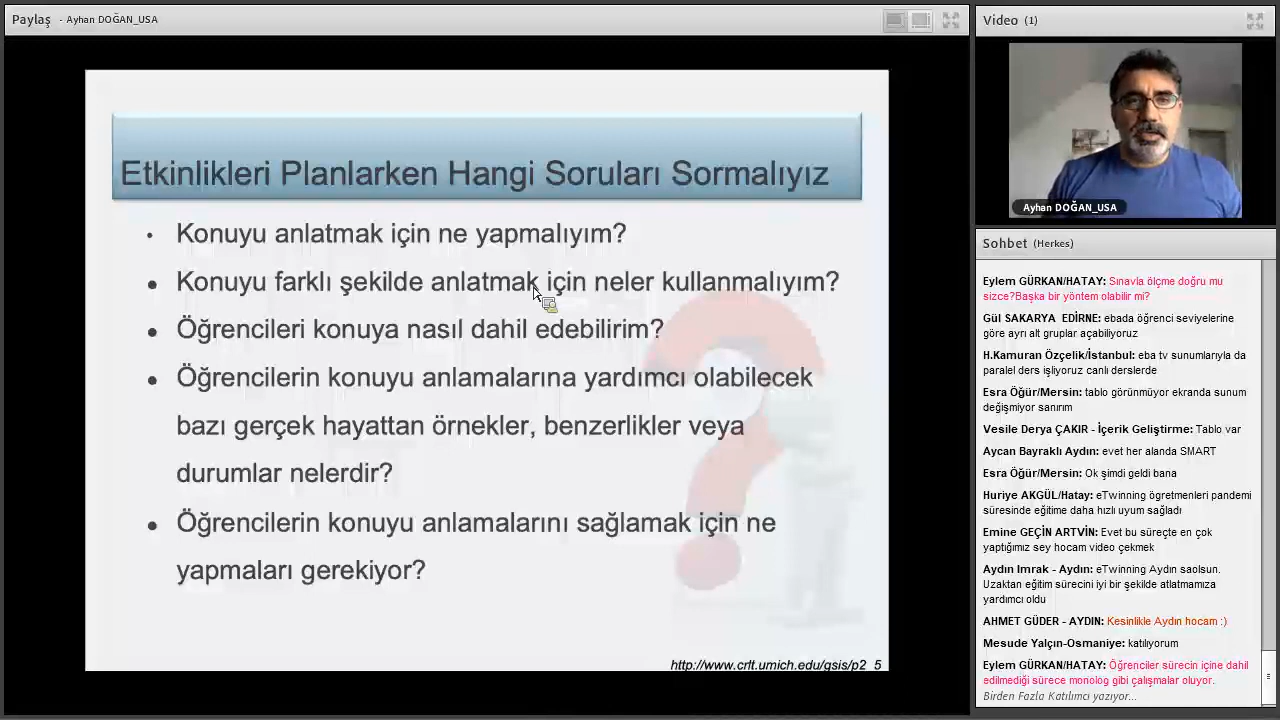 Paylaş - Ayhan DOĞAN_USA
Etkinlikleri Planlarken Hangi Soruları Sormalıyız
• Konuyu anlatmak için ne yapmalıyım?
• Konuyu farklı şekilde anlatmak için neler kullanmalıyım?
• Öğrencileri konuya nasıl dahil edebilirim?
• Öğrencilerin konuyu anlamalarına yardımcı olabilecek
bazı gerçek hayattan örnekler, benzerlikler veya
durumlar nelerdir?
• Öğrencilerin konuyu anlamalarını sağlamak için ne
yapmaları gerekiyor?
http://www.crlt.umich.edu/gsis/p2_5
Video (1)
Ayhan DOĞAN_USA
Sohbet (Herkes)
Eylem GÜRKAN/HATAY: Sınavla ölçme doğru mu
sizce?Başka bir yöntem olabilir mi?
Gül SAKARYA EDİRNE: ebada öğrenci seviyelerine
göre ayrı alt gruplar açabiliyoruz
H.Kamuran Özçelik/İstanbul: eba tv sunumlarıyla da
paralel ders işliyoruz canlı derslerde
Esra Öğür/Mersin: tablo görünmüyor ekranda sunum
değişmiyor sanırım
Vesile Derya ÇAKIR - İçerik Geliştirme: Tablo var
Aycan Bayraklı Aydın: evet her alanda SMART
Esra Öğür/Mersin: Ok şimdi geldi bana
Huriye AKGÜL/Hatay: eTwinning ögretmenleri pandemi
süresinde eğitime daha hızlı uyum sağladı
Emine GEÇİN ARTVİN: Evet bu süreçte en çok
yaptığımız sey hocam video çekmek
Aydın Imrak - Aydın: eTwinning Aydın saolsun.
Uzaktan eğitim sürecini iyi bir şekilde atlatmamıza
yardımcı oldu
AHMET GÜDER - AYDIN: Kesinlikle Aydın hocam :)
Mesude Yalçın-Osmaniye: katılıyorum
Eylem GÜRKAN/HATAY: Öğrenciler sürecin içine dahil
edilmediği sürece monolog gibi çalışmalar oluyor.
Birden Fazla Katılımcı yazıyor...